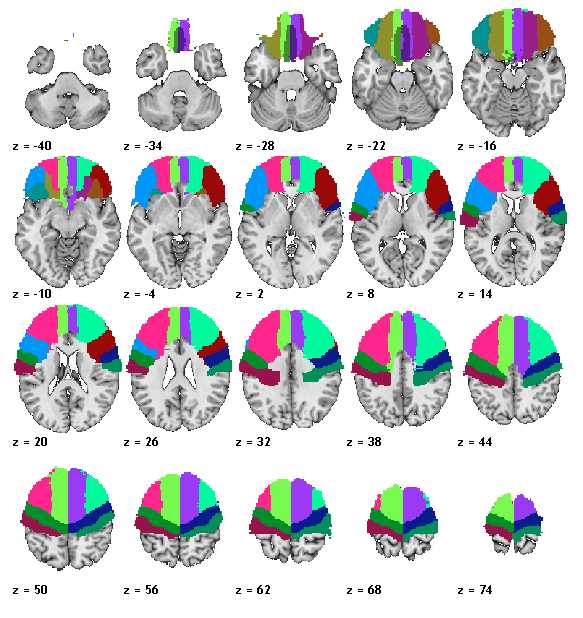 z = -40 z = -34 z = -28 z = -22 z = -16
z = -10 z = -4 z = 2 z = 8 z = 14
z = 20 z = 26 z = 32 z = 38 z = 44
z = 50 z = 56 z = 62 z = 68 z = 74